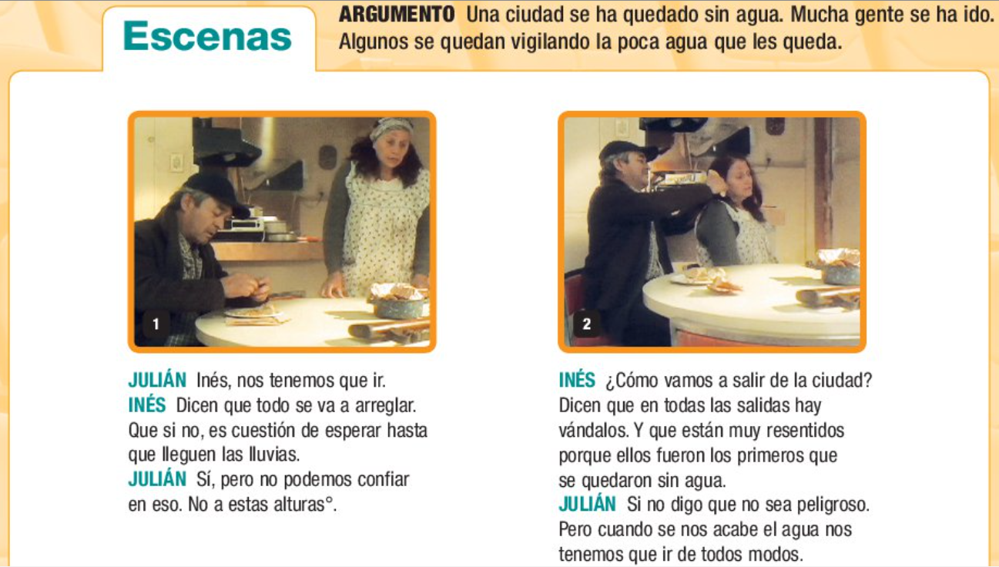 Escenas
ARGUMENTO Una ciudad se ha quedado sin agua. Mucha gente se ha ido.
Algunos se quedan vigilando la poca agua que les queda.
1
JULIÁN Inés, nos tenemos que ir.
INÉS Dicen que todo se va a arreglar.
Que si no, es cuestión de esperar hasta
que lleguen las lluvias.
JULIÁN Sí, pero no podemos confiar
en eso. No a estas alturas°.
2
INÉS ¿Cómo vamos a salir de la ciudad?
Dicen que en todas las salidas hay
vándalos. Y que están muy resentidos
porque ellos fueron los primeros que
se quedaron sin agua.
JULIÁN Si no digo que no sea peligroso.
Pero cuando se nos acabe el agua nos
tenemos que ir de todos modos.